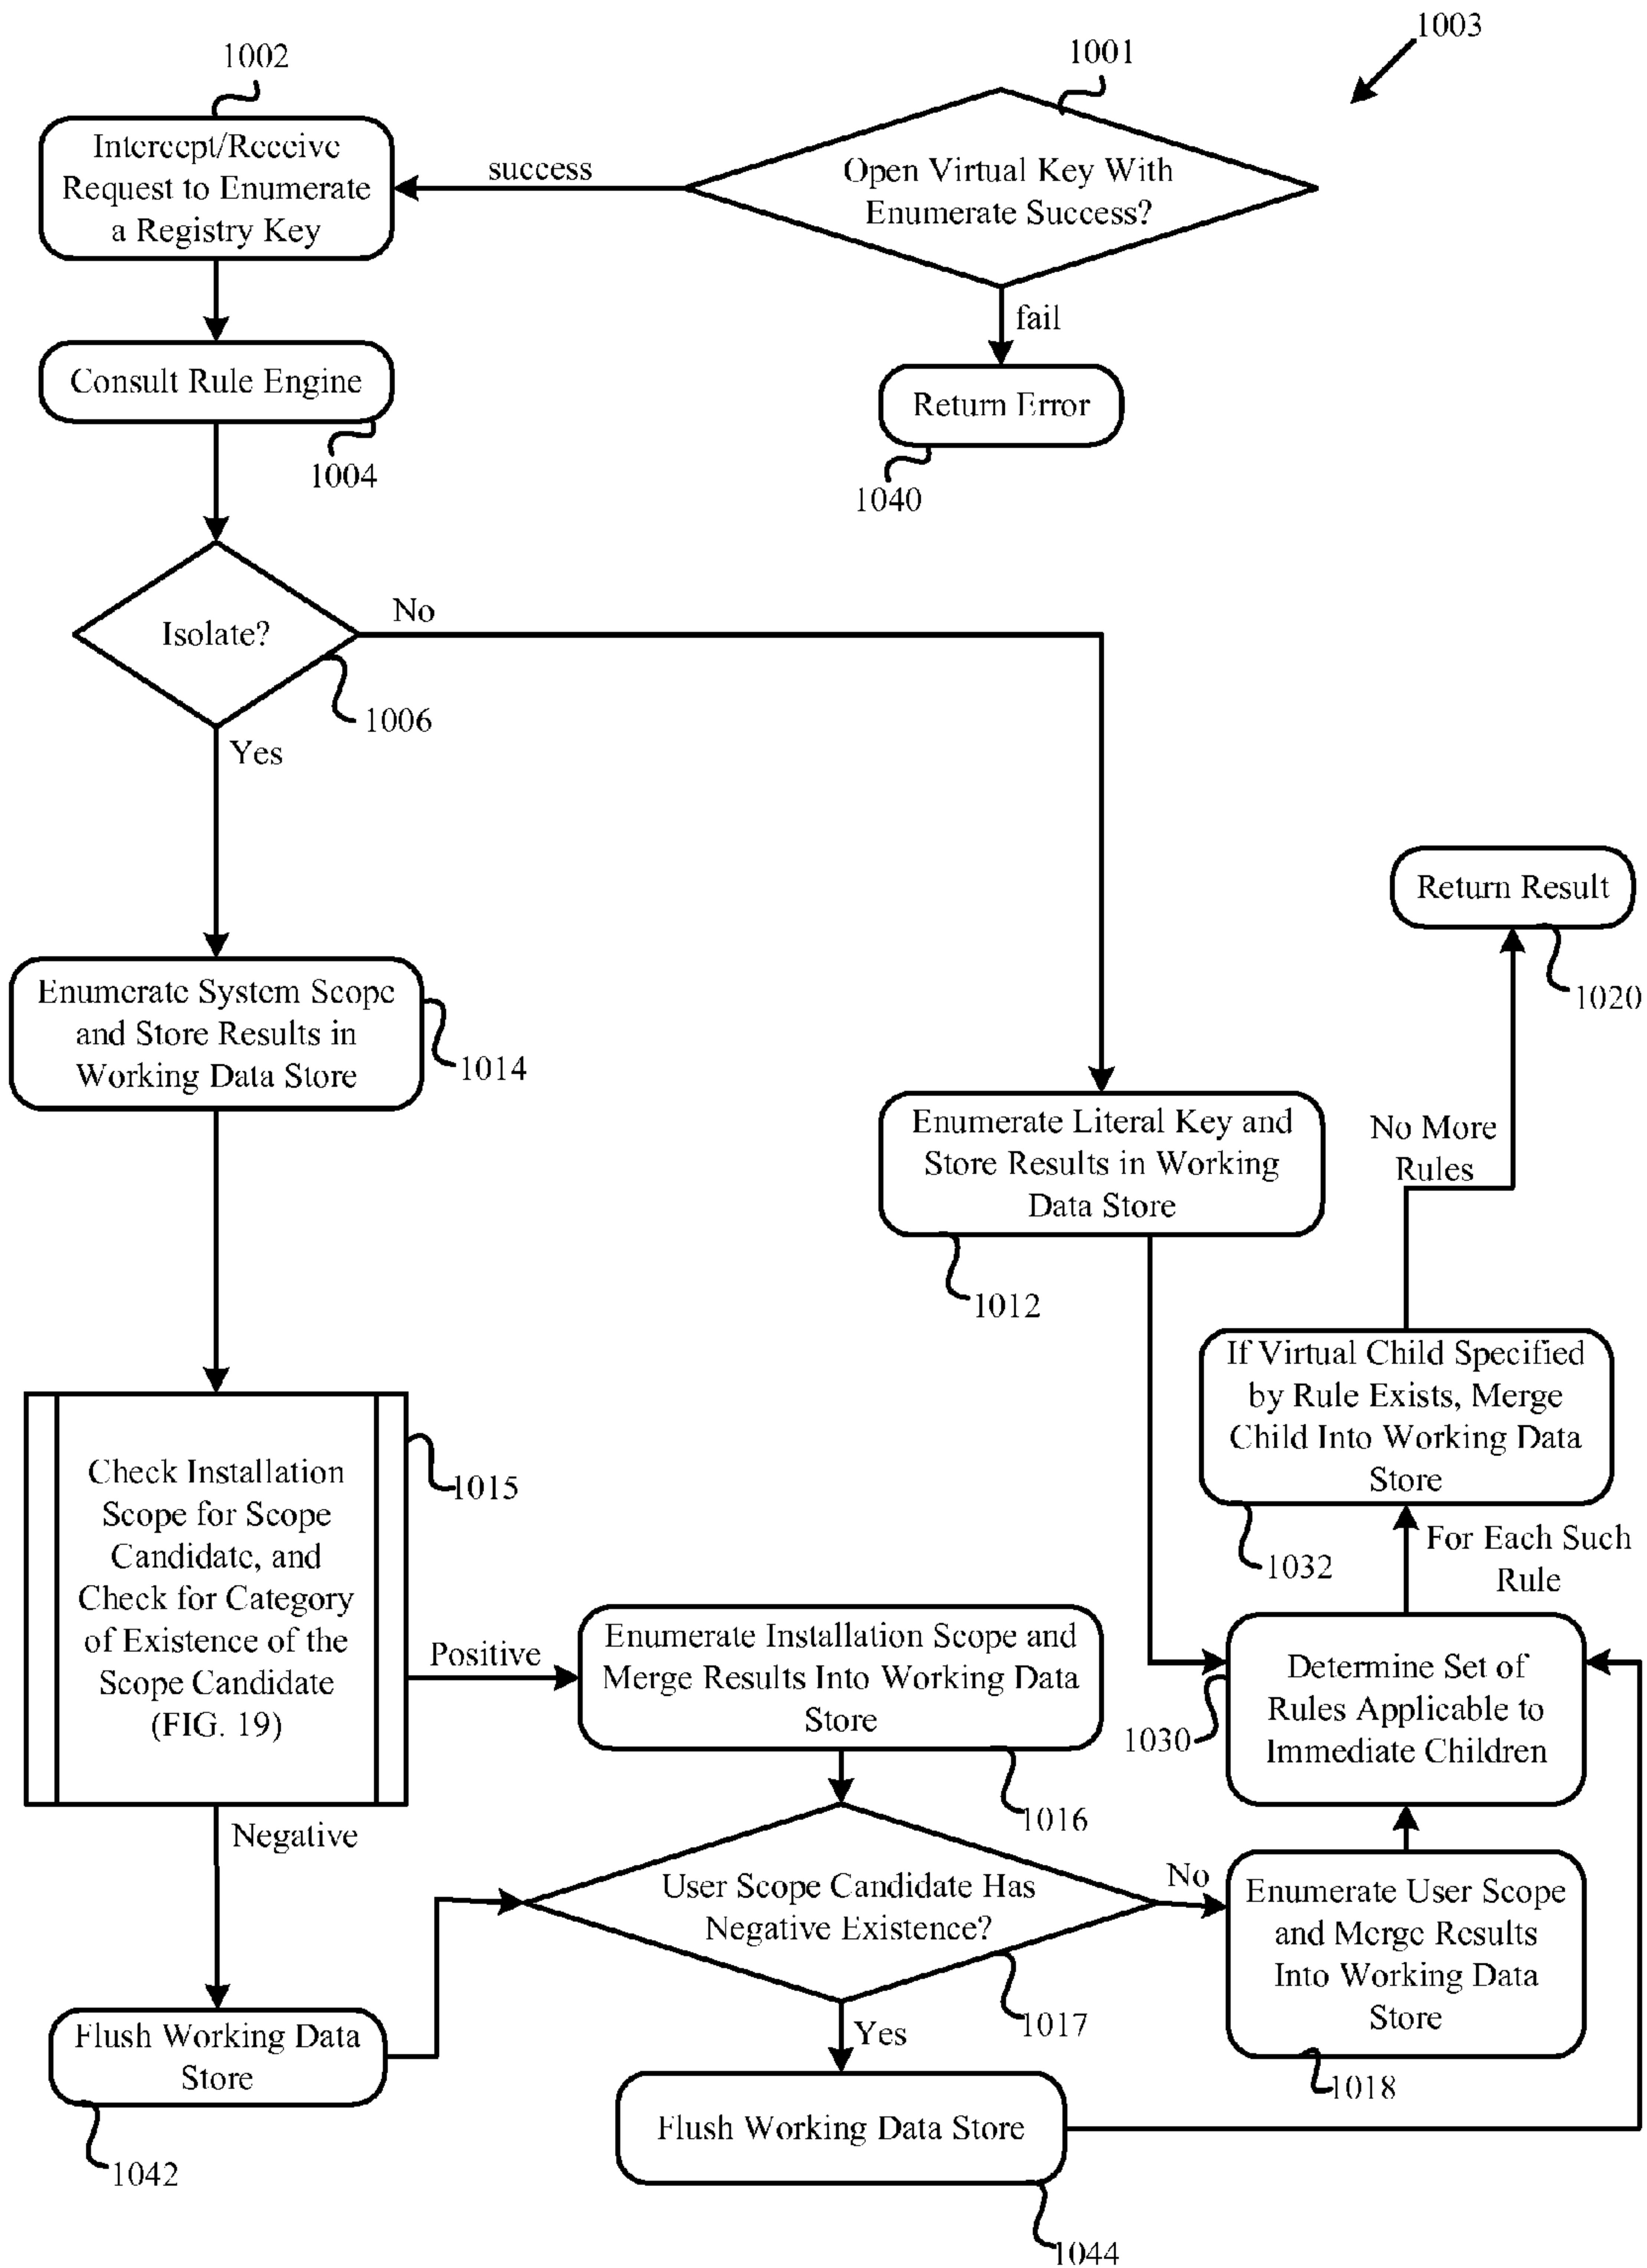 1003
1002
1001
Intercept/Receive
Request to Enumerate
a Registry Key
success
Open Virtual Key With
Enumerate Success?
fail
Consult Rule Engine
1004
Return Error
1040
Isolate?
No
1006
Yes
Return Result
1020
Enumerate System Scope
and Store Results in
Working Data Store
1014
Enumerate Literal Key and
Store Results in Working
Data Store
1012
No More
Rules
If Virtual Child Specified
by Rule Exists, Merge
Child Into Working Data
Store
1032
For Each Such
Rule
Check Installation
Scope for Scope
Candidate, and
Check for Category
of Existence of the
Scope Candidate
(FIG. 19)
1015
Positive
Enumerate Installation Scope and
Merge Results Into Working Data
Store
1016
Determine Set of
Rules Applicable to
Immediate Children
1030
Negative
User Scope Candidate Has
Negative Existence?
1017
No
Enumerate User Scope
and Merge Results
Into Working Data
Store
1018
Yes
Flush Working Data
Store
1042
Flush Working Data Store
1044